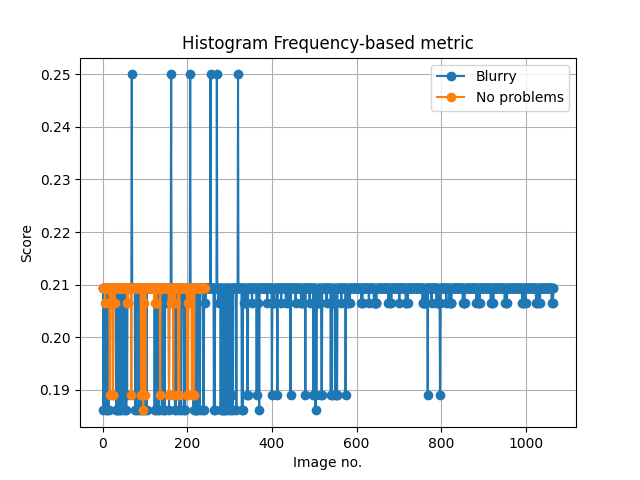 Histogram Frequency-based metric
Blurry
No problems
0.25
0.24
0.23
0.22
0.21
0.20
0.19
Score
0 200 400 600 800 1000
Image no.